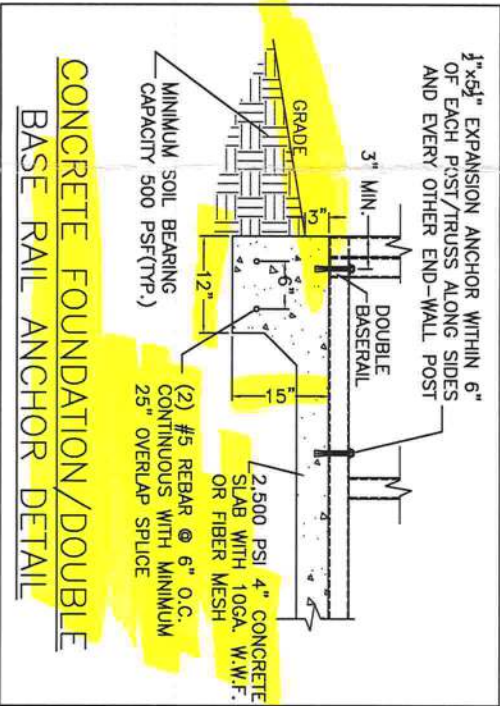 1/2"x5 1/2" EXPANSION ANCHOR WITHIN 6"
OF EACH POST/TRUSS ALONG SIDES
AND EVERY OTHER END-WALL POST
3" MIN.
DOUBLE
BASERAIL
GRADE
3"
6"
12"
15"
MINIMUM SOIL BEARING
CAPACITY 500 PSF(TYP.)
2,500 PSI 4" CONCRETE
SLAB WITH 10GA. W.W.F.
OR FIBER MESH
(2) #5 REBAR @ 6" O.C.
CONTINUOUS WITH MINIMUM
25" OVERLAP SPLICE
CONCRETE FOUNDATION/DOUBLE
BASE RAIL ANCHOR DETAIL